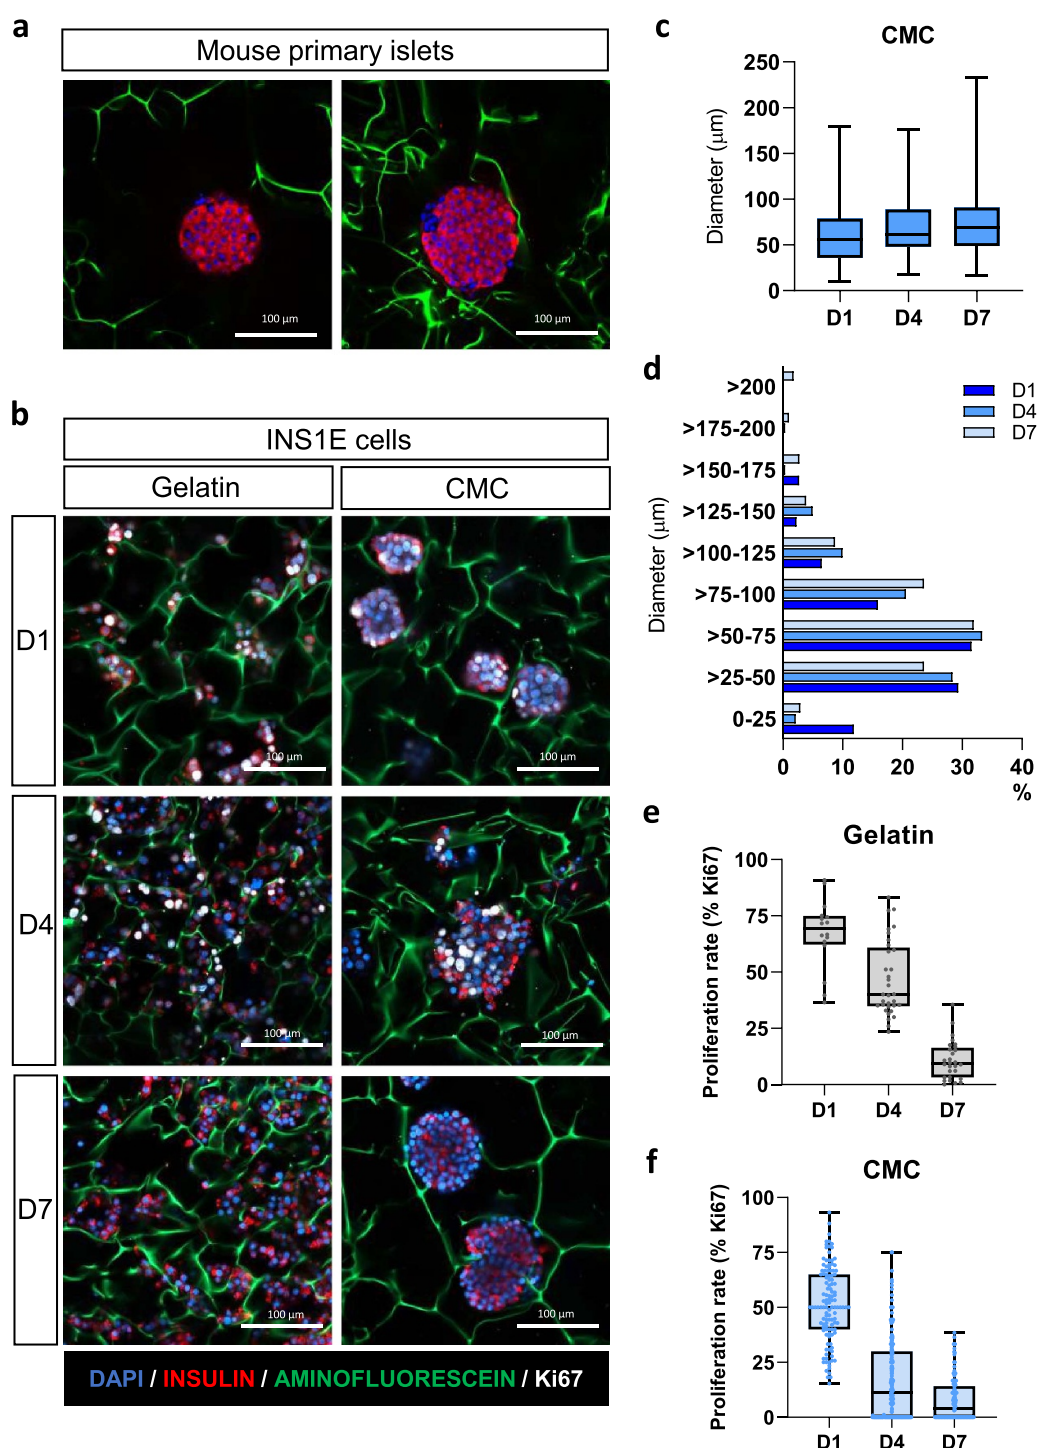 a
Mouse primary islets
100 µm
100 µm
b
INS1E cells
Gelatin
CMC
D1
100 µm
100 µm
D4
100 µm
100 µm
D7
100 µm
100 µm
DAPI / INSULIN / AMINOFLUORESCEIN / Ki67
c
CMC
Diameter (µm)
250
200
150
100
50
0
D1 D4 D7
d
Diameter (µm)
>200
>175-200
>150-175
>125-150
>100-125
>75-100
>50-75
>25-50
0-25
0 10 20 30 40
%
D1
D4
D7
e
Gelatin
Proliferation rate (% Ki67)
100
75
50
25
0
D1 D4 D7
f
CMC
Proliferation rate (% Ki67)
100
75
50
25
0
D1 D4 D7